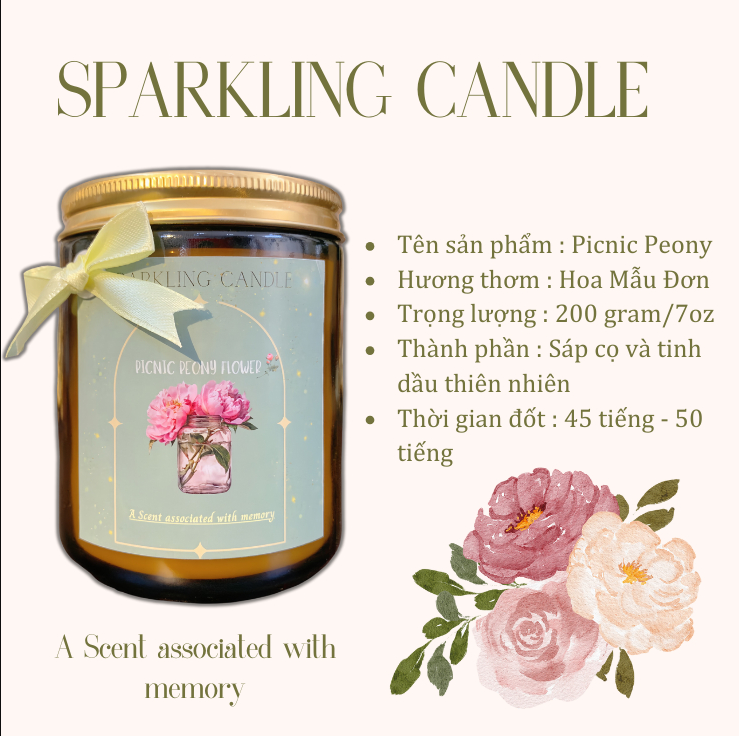 SPARKLING CANDLE
SPARKLING CANDLE
PICNIC PEONY FLOWER
A Scent associated with memory
• Tên sản phẩm : Picnic Peony
• Hương thơm : Hoa Mẫu Đơn
• Trọng lượng : 200 gram/7oz
• Thành phần : Sáp cọ và tinh
dầu thiên nhiên
• Thời gian đốt : 45 tiếng - 50
tiếng
A Scent associated with
memory